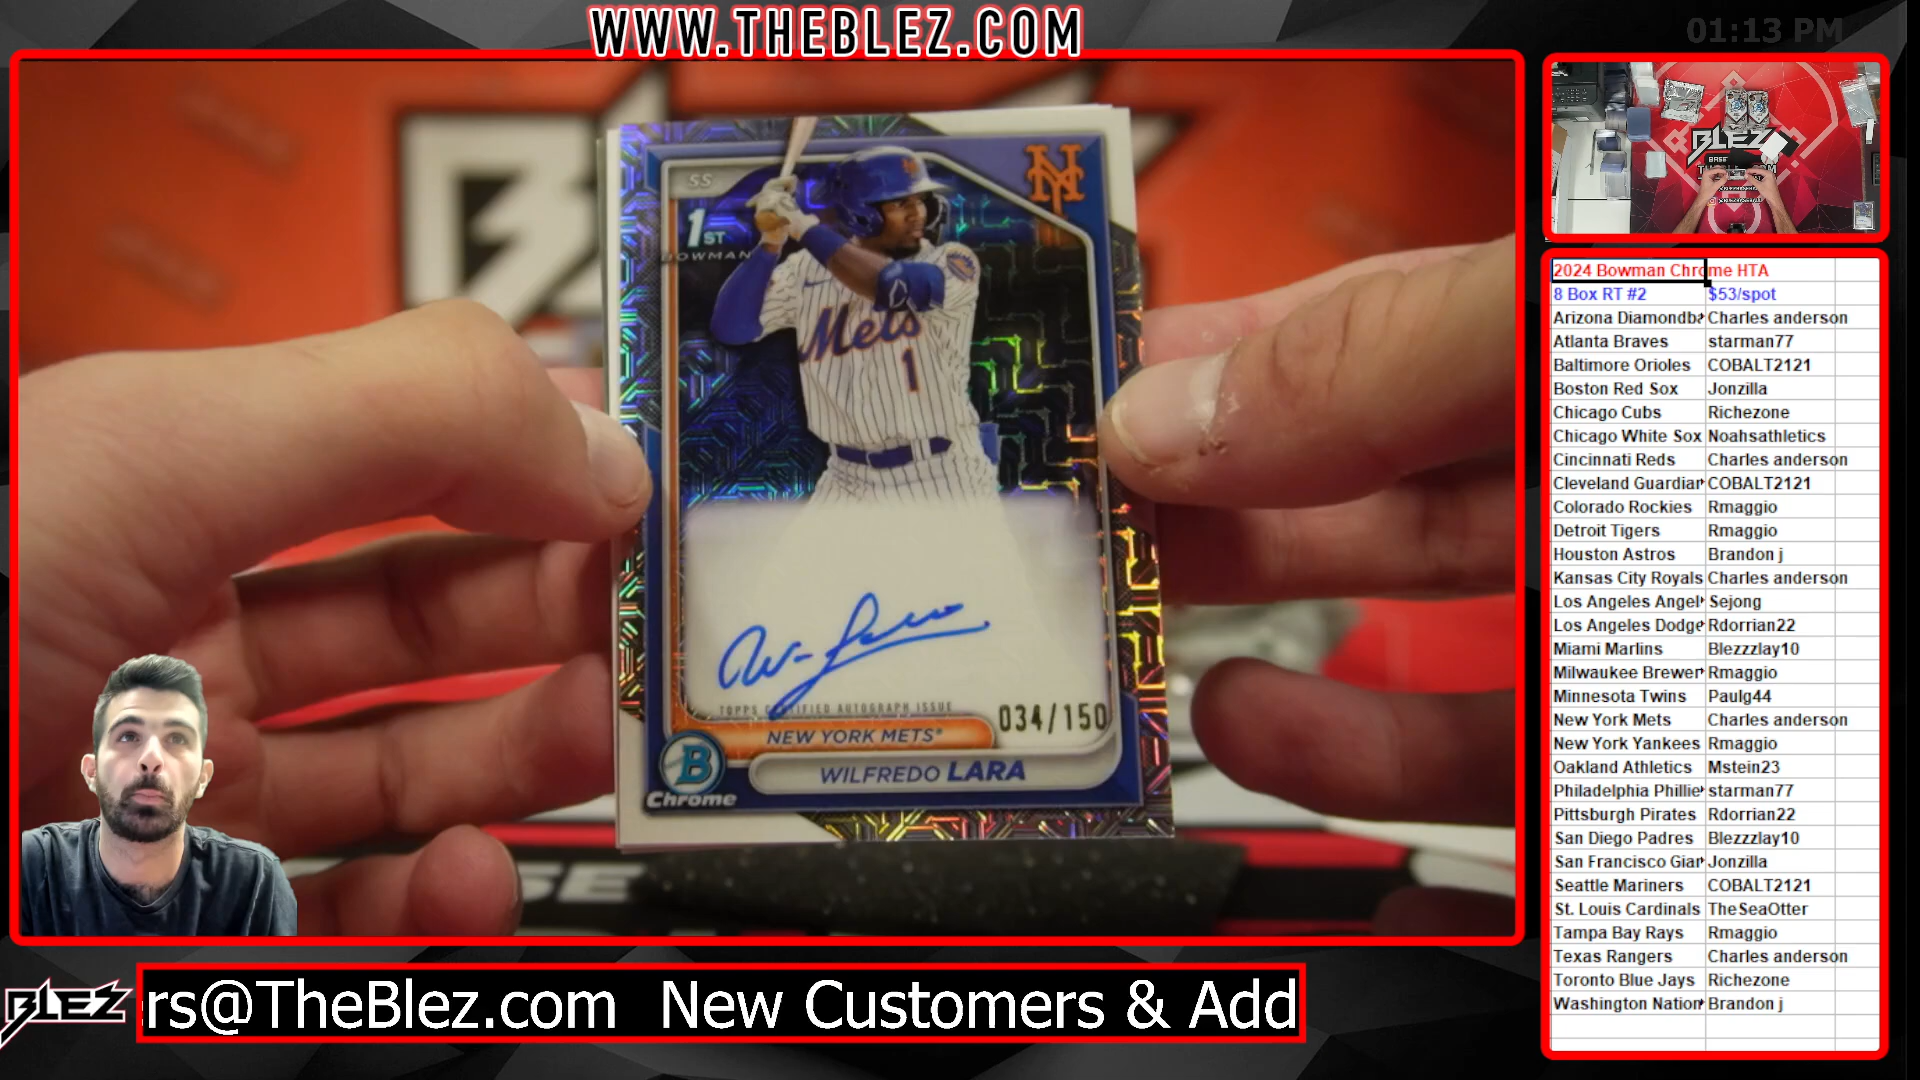 WWW.THEBLEZ.COM
01:13 PM
SS
1ST
BOWMAN
NY
Mets
1
TOPPS CERTIFIED AUTOGRAPH ISSUE
034/150
NEW YORK METS®
WILFREDO LARA
B
Chrome
BLEZ
2024 Bowman Chrome HTA
8 Box RT #2 $53/spot
Arizona Diamondba Charles anderson
Atlanta Braves starman77
Baltimore Orioles COBALT2121
Boston Red Sox Jonzilla
Chicago Cubs Richezone
Chicago White Sox Noahsathletics
Cincinnati Reds Charles anderson
Cleveland Guardian COBALT2121
Colorado Rockies Rmaggio
Detroit Tigers Rmaggio
Houston Astros Brandon j
Kansas City Royals Charles anderson
Los Angeles Angel Sejong
Los Angeles Dodge Rdorrian22
Miami Marlins Blezzzlay10
Milwaukee Brewer Rmaggio
Minnesota Twins Paulg44
New York Mets Charles anderson
New York Yankees Rmaggio
Oakland Athletics Mstein23
Philadelphia Phillie starman77
Pittsburgh Pirates Rdorrian22
San Diego Padres Blezzzlay10
San Francisco Gian Jonzilla
Seattle Mariners COBALT2121
St. Louis Cardinals TheSeaOtter
Tampa Bay Rays Rmaggio
Texas Rangers Charles anderson
Toronto Blue Jays Richezone
Washington Nation Brandon j
BLEZ
rs@TheBlez.com New Customers & Add